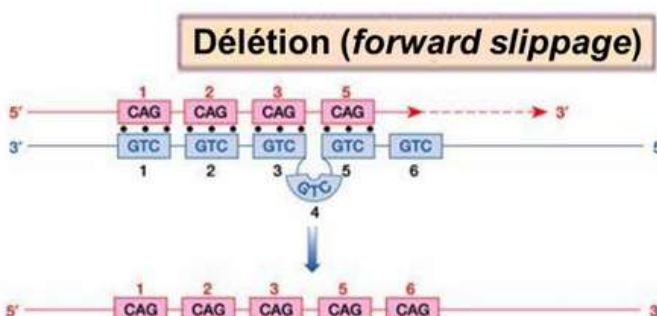 Délétion (forward slippage)
1 2 3 5
5' CAG CAG CAG CAG 3'
3' GTC GTC GTC GTC GTC 5
1 2 3 5 6
GTC
4
1 2 3 5 6
5' CAG CAG CAG CAG CAG 3